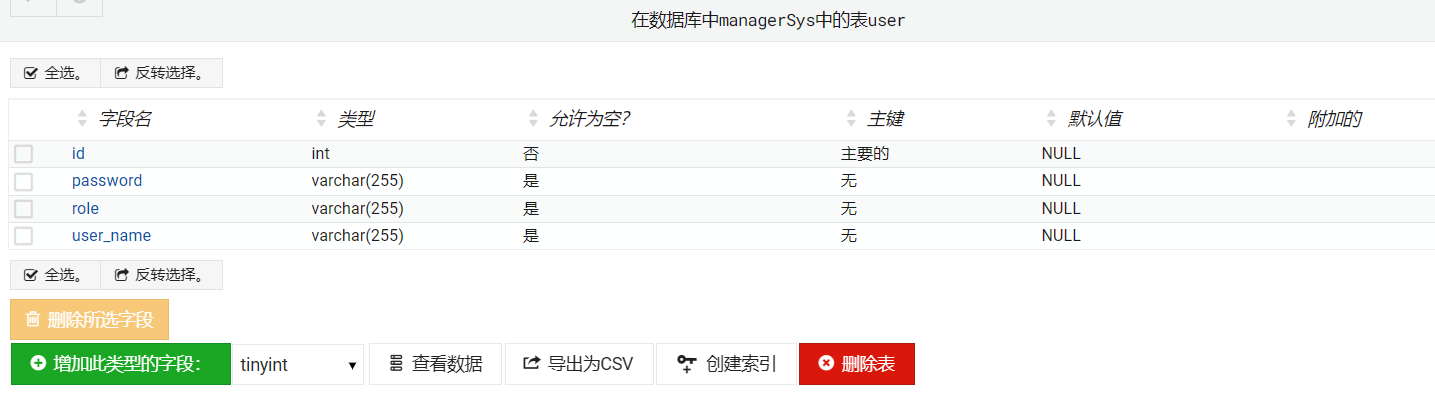 在数据库中managerSys中的表user
全选。 反转选择。
字段名 类型 允许为空? 主键 默认值 附加的
id int 否 主要的 NULL
password varchar(255) 是 无 NULL
role varchar(255) 是 无 NULL
user_name varchar(255) 是 无 NULL
全选。 反转选择。
删除所选字段
增加此类型的字段： tinyint 查看数据 导出为CSV 创建索引 删除表